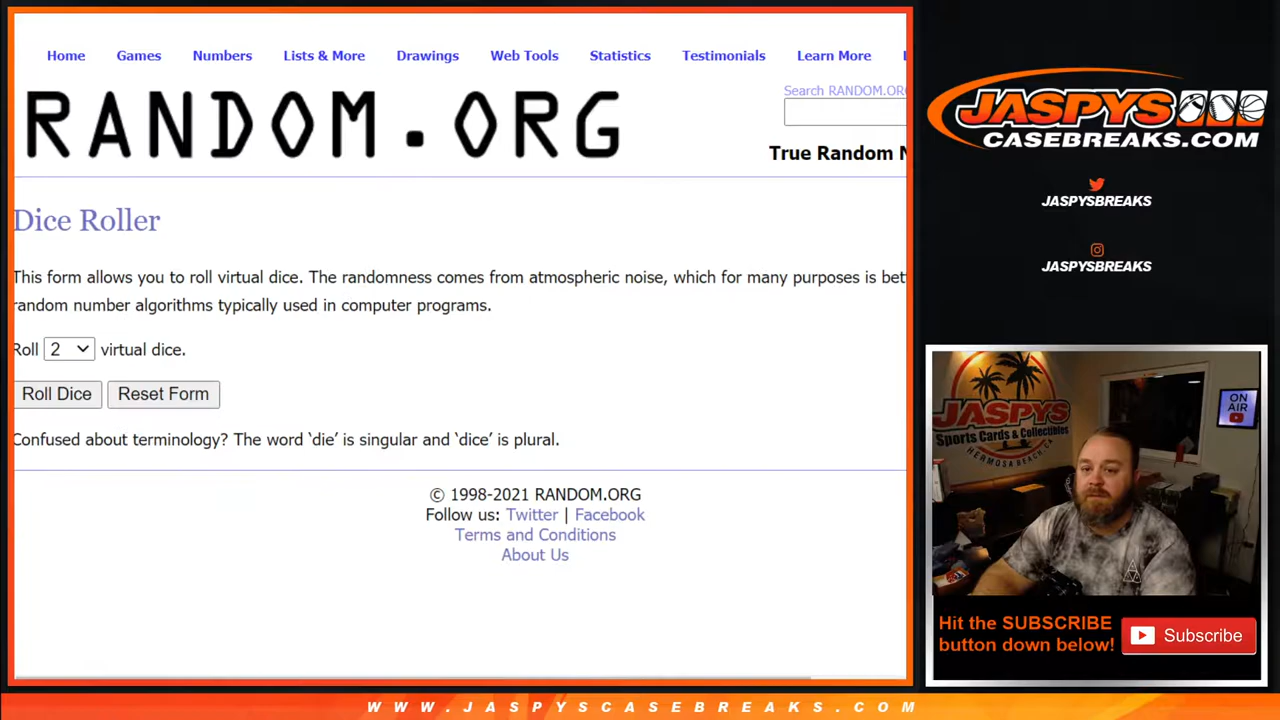 Home Games Numbers Lists & More Drawings Web Tools Statistics Testimonials Learn More
RANDOM.ORG
Search RANDOM.ORG
True Random N
Dice Roller
This form allows you to roll virtual dice. The randomness comes from atmospheric noise, which for many purposes is bet
random number algorithms typically used in computer programs.
Roll 2 virtual dice.
Roll Dice Reset Form
Confused about terminology? The word ‘die’ is singular and ‘dice’ is plural.
© 1998-2021 RANDOM.ORG
Follow us: Twitter | Facebook
Terms and Conditions
About Us
JASPYS
CASEBREAKS.COM
JASPYSBREAKS
JASPYSBREAKS
JASPYS
Sports Cards & Collectibles
HERMOSA BEACH, CA
ON
AIR
Hit the SUBSCRIBE
button down below!
Subscribe
WWW.JASPYSCASEBREAKS.COM